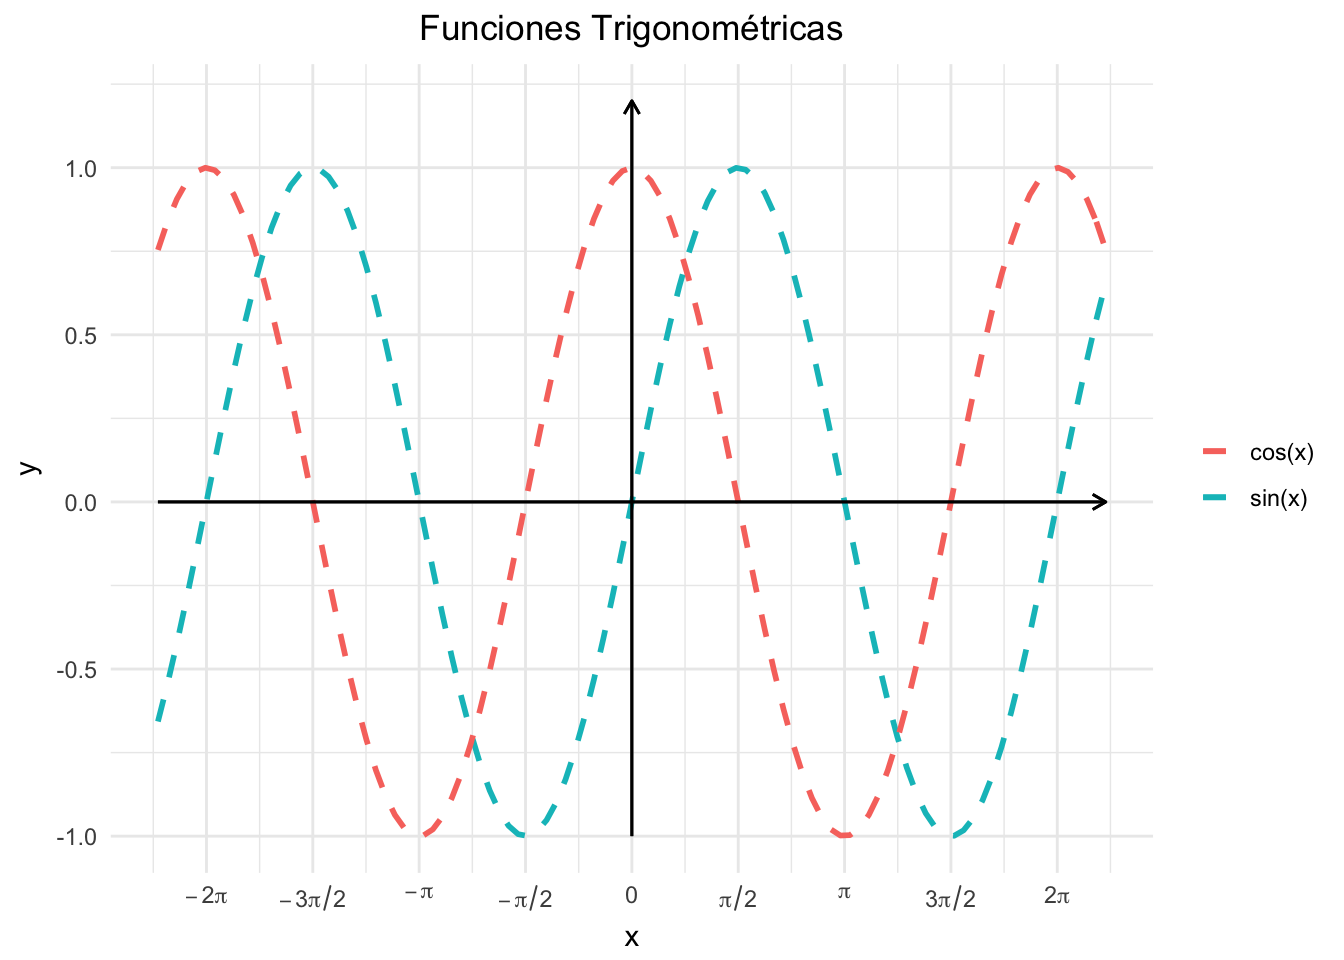 Funciones Trigonométricas
1.0
0.5
0.0
-0.5
-1.0
y
−2π −3π/2 −π −π/2 0 π/2 π 3π/2 2π
x
cos(x)
sin(x)